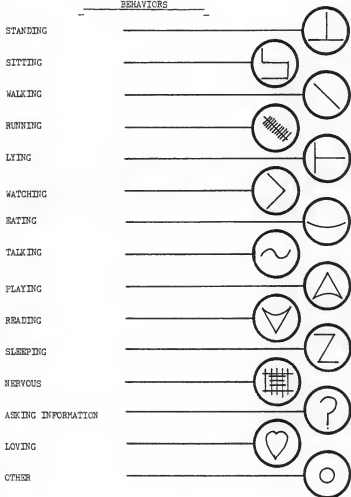 BEHAVIORS
STANDING
SITTING
WALKING
RUNNING
LYING
WATCHING
EATING
TALKING
PLAYING
READING
SLEEPING
NERVOUS
ASKING INFORMATION
LOVING
OTHER